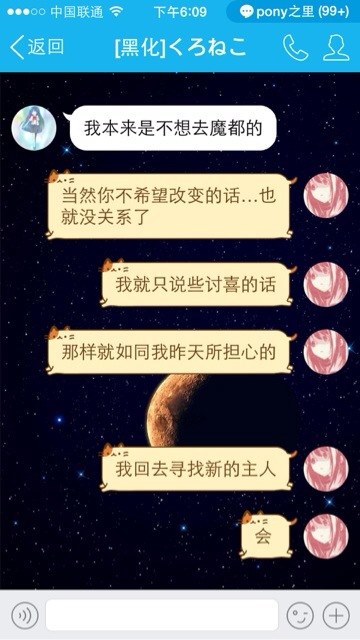 中国联通 下午6:09 pony之里 (99+)
返回 [黑化]くろねこ
我本来是不想去魔都的
当然你不希望改变的话...也
就没关系了
我就只说些讨喜的话
那样就如同我昨天所担心的
我回去寻找新的主人
会